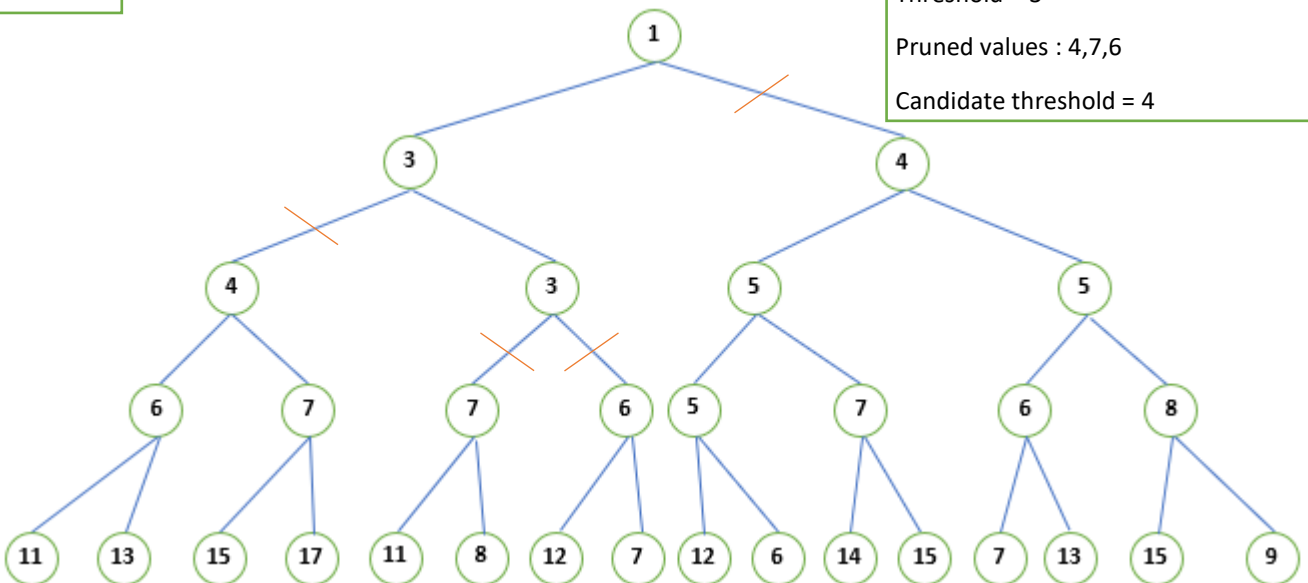 1
Pruned values : 4,7,6
Candidate threshold = 4
3 4
4 3 5 5
6 7 7 6 5 7 6 8
11 13 15 17 11 8 12 7 12 6 14 15 7 13 15 9